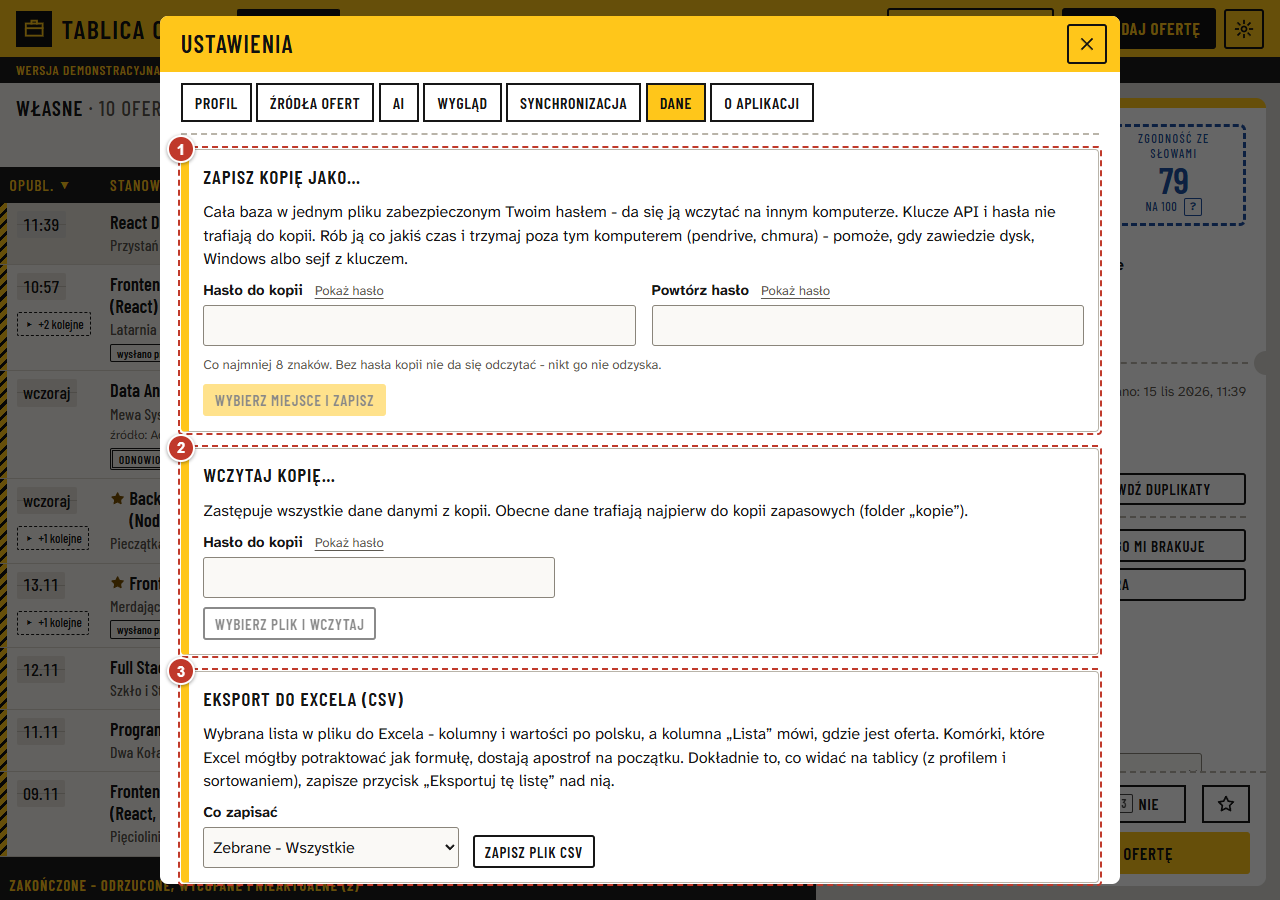 TABLICA O
DAJ OFERTĘ
WERSJA DEMONSTRACYJNA
WŁASNE · 10 OFER
OPUBL. ▼ STANOW
11:39 React D
Przystań
10:57 Fronten
(React)
+2 kolejne Latarnia
wysłano p
wczoraj Data An
Mewa Sys
źródło: Ad
ODNOWIO
wczoraj ★ Back
(Nod
+1 kolejne Pieczątka
13.11 ★ Front
Merdając
+1 kolejne wysłano p
12.11 Full Stac
Szkło i St
11.11 Program
Dwa Koła
09.11 Fronten
(React,
Pięciolini
ZAKOŃCZONE - ODRZUCONE, WYSŁANE I NIEAKTUALNE (2)
USTAWIENIA
PROFIL ŹRÓDŁA OFERT AI WYGLĄD SYNCHRONIZACJA DANE O APLIKACJI
1
ZAPISZ KOPIĘ JAKO...
Cała baza w jednym pliku zabezpieczonym Twoim hasłem - da się ją wczytać na innym komputerze. Klucze API i hasła nie
trafiają do kopii. Rób ją co jakiś czas i trzymaj poza tym komputerem (pendrive, chmura) - pomoże, gdy zawiedzie dysk,
Windows albo sejf z kluczem.
Hasło do kopii Pokaż hasło Powtórz hasło Pokaż hasło
Co najmniej 8 znaków. Bez hasła kopii nie da się odczytać - nikt go nie odzyska.
WYBIERZ MIEJSCE I ZAPISZ
2
WCZYTAJ KOPIĘ...
Zastępuje wszystkie dane danymi z kopii. Obecne dane trafiają najpierw do kopii zapasowych (folder „kopie”).
Hasło do kopii Pokaż hasło
WYBIERZ PLIK I WCZYTAJ
3
EKSPORT DO EXCELA (CSV)
Wybrana lista w pliku do Excela - kolumny i wartości po polsku, a kolumna „Lista” mówi, gdzie jest oferta. Komórki, które
Excel mógłby potraktować jak formułę, dostają apostrof na początku. Dokładnie to, co widać na tablicy (z profilem i
sortowaniem), zapisze przycisk „Eksportuj tę listę” nad nią.
Co zapisać
Zebrane - Wszystkie ZAPISZ PLIK CSV
ZGODNOŚĆ ZE
SŁOWAMI
79
NA 100 ?
e
no: 15 lis 2026, 11:39
WDŹ DUPLIKATY
GO MI BRAKUJE
RA
3 NIE
OFERTĘ